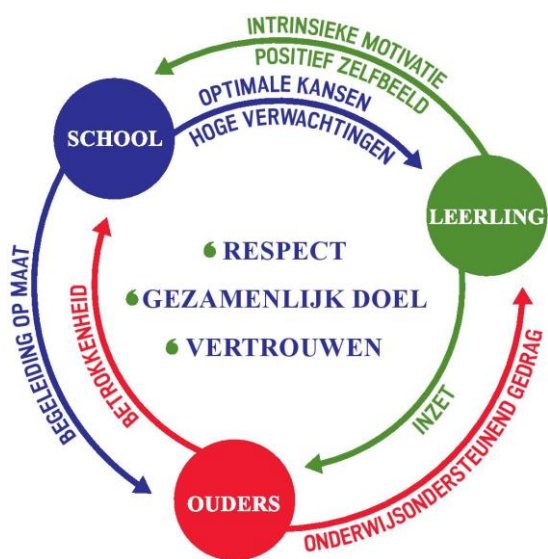 INTRINSIEKE MOTIVATIE
POSITIEF ZELFBEELD
OPTIMALE KANSEN
HOGE VERWACHTINGEN
SCHOOL
LEERLING
RESPECT
GEZAMENLIJK DOEL
VERTROUWEN
BEGELEIDING OP MAAT
BETROKKENHEID
INZET
ONDERWIJSONDERSTEUNEND GEDRAG
OUDERS